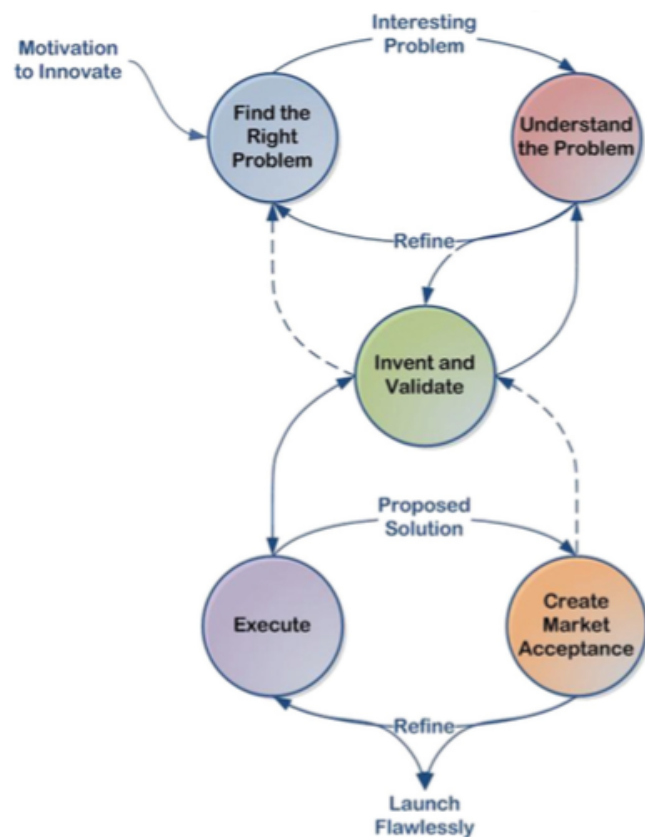 Motivation
to Innovate
Interesting
Problem
Find the
Right
Problem
Understand
the Problem
Refine
Invent and
Validate
Proposed
Solution
Execute
Create
Market
Acceptance
Refine
Launch
Flawlessly